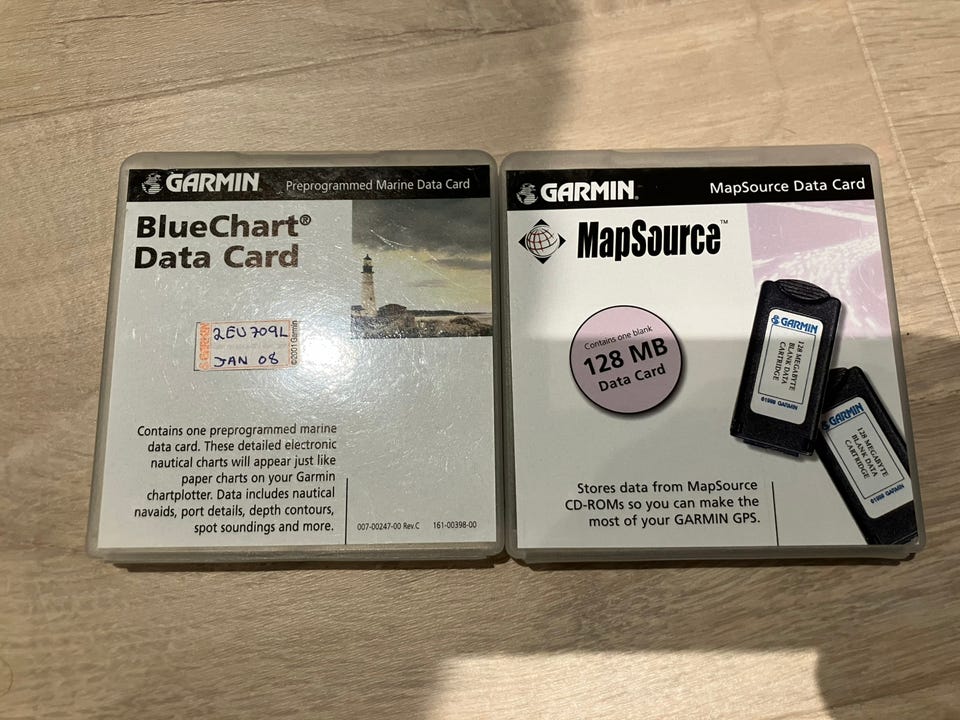 GARMIN
Preprogrammed Marine Data Card
BlueChart®
Data Card
2EU709L
JAN 08
©2001 Garmin
Contains one preprogrammed marine
data card. These detailed electronic
nautical charts will appear just like
paper charts on your Garmin
chartplotter. Data includes nautical
navaids, port details, depth contours,
spot soundings and more.
007-00247-00 Rev.C 161-00398-00
GARMIN
MapSource Data Card
MapSource™
Contains one blank
128 MB
Data Card
GARMIN
128 MEGABYTE
BLANK DATA
CARTRIDGE
©1999 GARMIN
GARMIN
128 MEGABYTE
BLANK DATA
CARTRIDGE
©1999 GARMIN
Stores data from MapSource
CD-ROMs so you can make the
most of your GARMIN GPS.